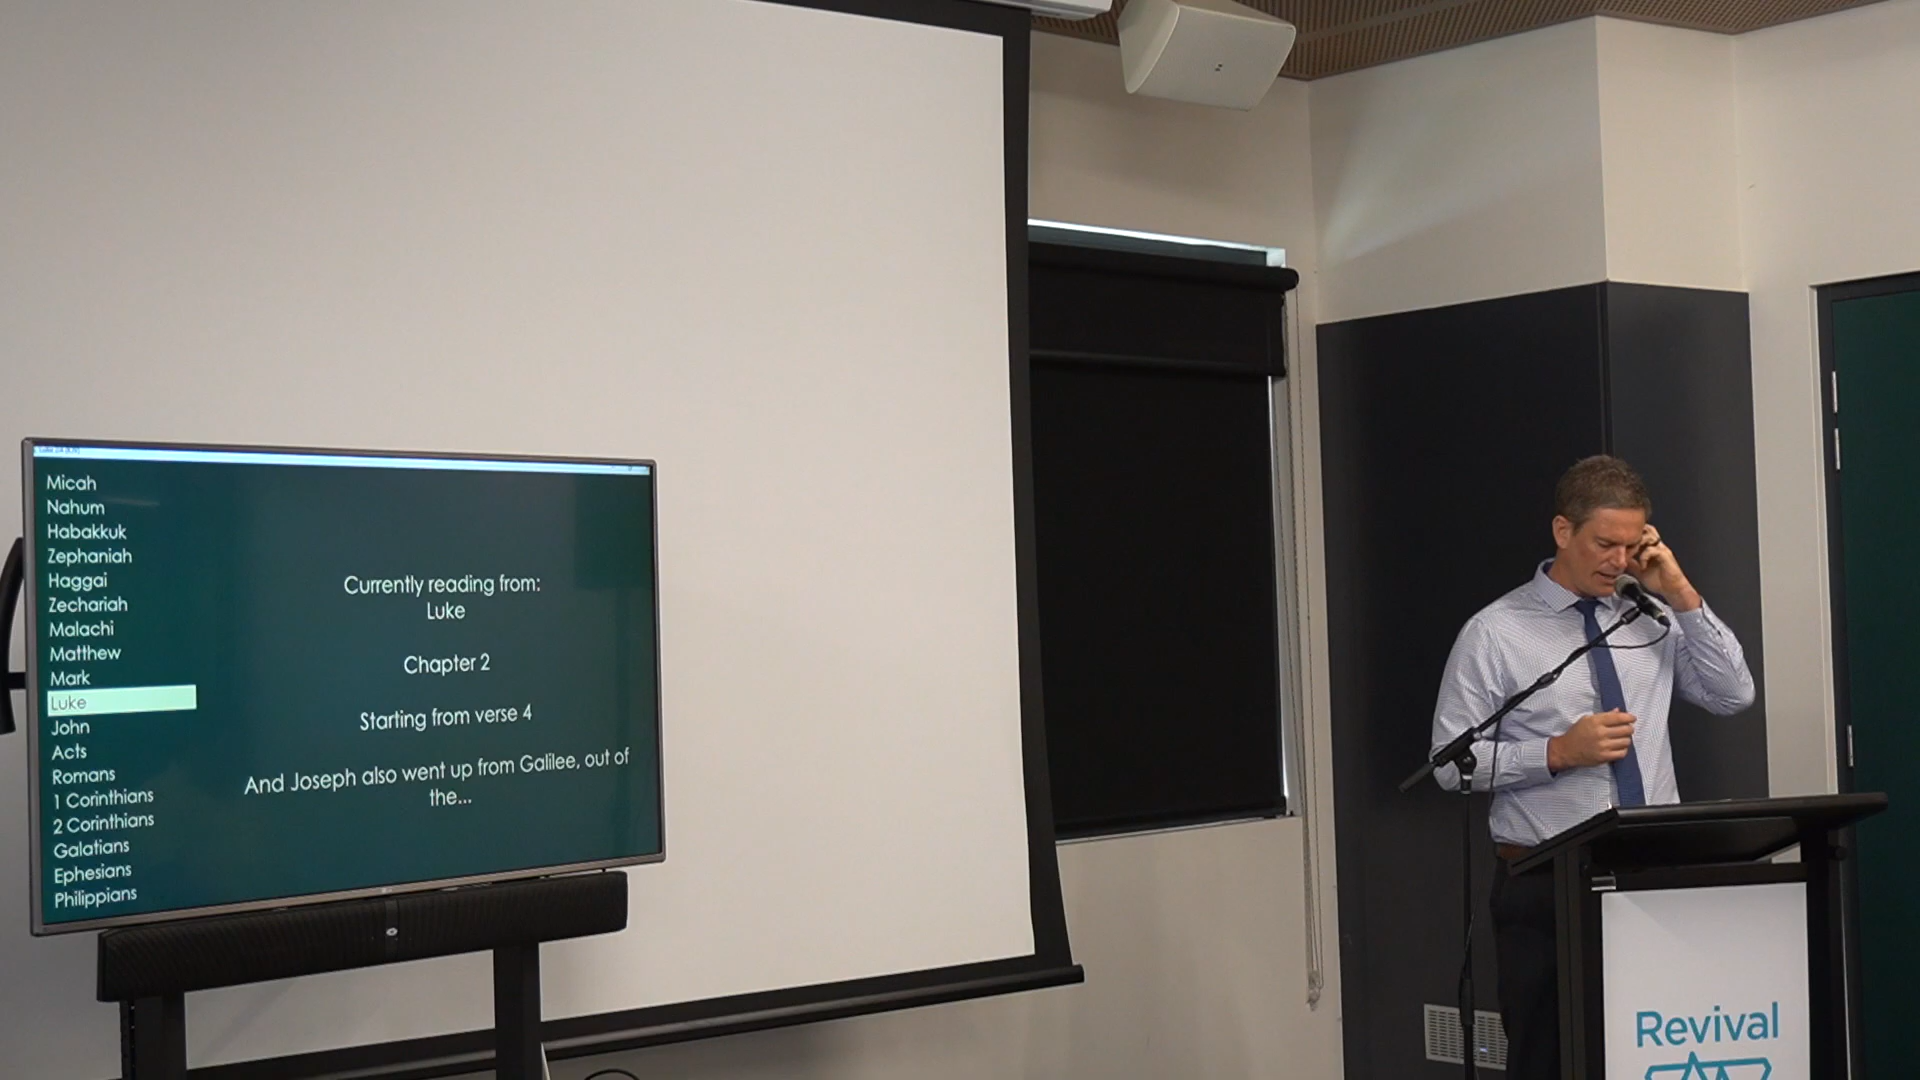 Micah
Nahum
Habakkuk
Zephaniah
Haggai
Zechariah
Malachi
Matthew
Mark
Luke
John
Acts
Romans
1 Corinthians
2 Corinthians
Galatians
Ephesians
Philippians
Currently reading from:
Luke
Chapter 2
Starting from verse 4
And Joseph also went up from Galilee, out of
the...
Revival